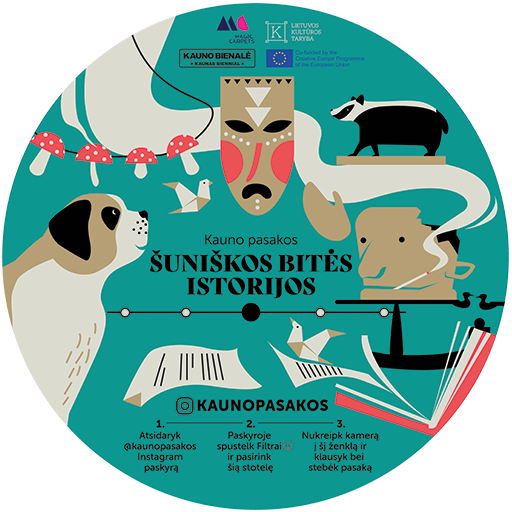 MAGIC
CARPETS
LIETUVOS
KULTŪROS
TARYBA
KAUNO BIENALĖ
• KAUNAS BIENNIAL •
Co-funded by the
Creative Europe Programme
of the European Union
Kauno pasakos
ŠUNIŠKOS BITĖS
ISTORIJOS
KAUNOPASAKOS
1.
Atsidaryk
@kaunopasakos
Instagram
paskyrą
2.
Paskyroje
spustelk Filtrai
ir pasirink
šią stotelę
3.
Nukreipk kamerą
į šį ženklą ir
klausyk bei
stebėk pasaką